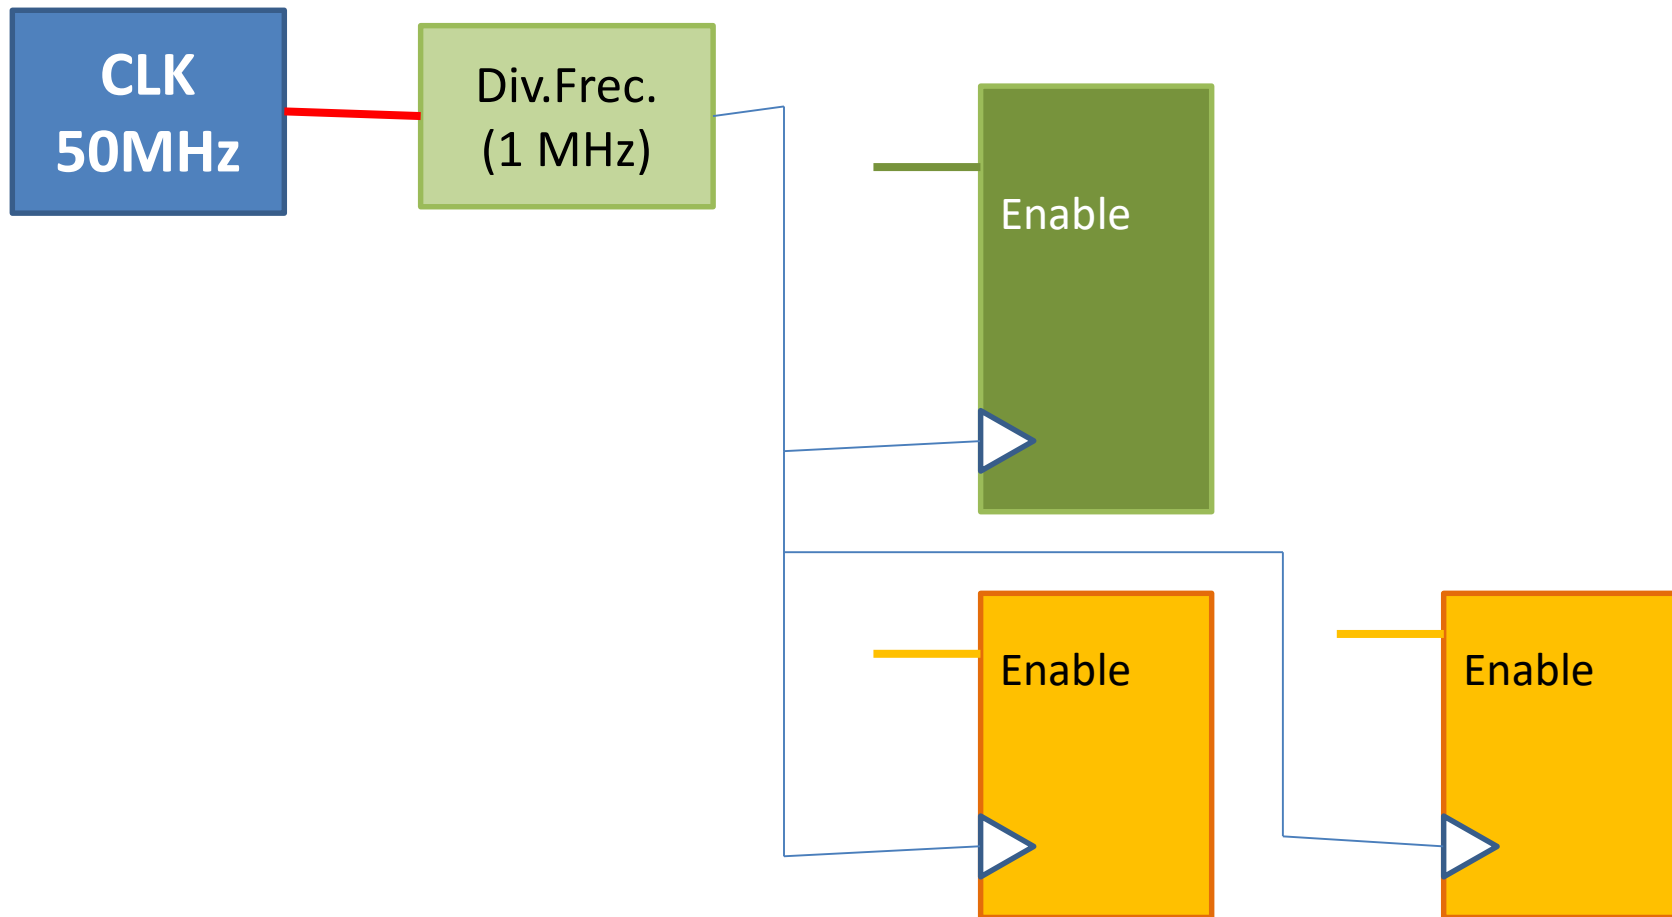 CLK
50MHz
Div.Frec.
(1 MHz)
Enable
Enable
Enable